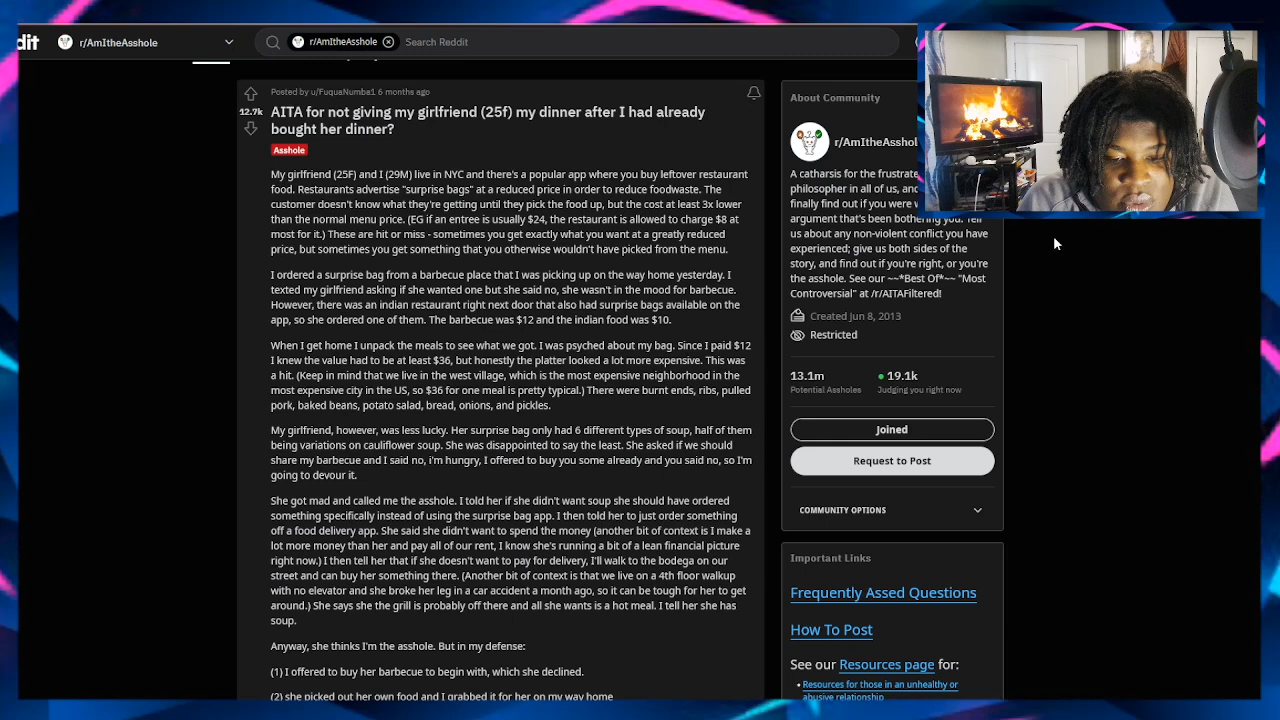 dit r/AmItheAsshole r/AmItheAsshole Search Reddit
Posted by u/FuquaNumba1 6 months ago
12.7k
AITA for not giving my girlfriend (25f) my dinner after I had already
bought her dinner?
Asshole
My girlfriend (25F) and I (29M) live in NYC and there's a popular app where you buy leftover restaurant
food. Restaurants advertise "surprise bags" at a reduced price in order to reduce foodwaste. The
customer doesn't know what they're getting until they pick the food up, but the cost at least 3x lower
than the normal menu price. (EG if an entree is usually $24, the restaurant is allowed to charge $8 at
most for it.) These are hit or miss - sometimes you get exactly what you want at a greatly reduced
price, but sometimes you get something that you otherwise wouldn't have picked from the menu.
I ordered a surprise bag from a barbecue place that I was picking up on the way home yesterday. I
texted my girlfriend asking if she wanted one but she said no, she wasn't in the mood for barbecue.
However, there was an indian restaurant right next door that also had surprise bags available on the
app, so she ordered one of them. The barbecue was $12 and the indian food was $10.
When I get home I unpack the meals to see what we got. I was psyched about my bag. Since I paid $12
I knew the value had to be at least $36, but honestly the platter looked a lot more expensive. This was
a hit. (Keep in mind that we live in the west village, which is the most expensive neighborhood in the
most expensive city in the US, so $36 for one meal is pretty typical.) There were burnt ends, ribs, pulled
pork, baked beans, potato salad, bread, onions, and pickles.
My girlfriend, however, was less lucky. Her surprise bag only had 6 different types of soup, half of them
being variations on cauliflower soup. She was disappointed to say the least. She asked if we should
share my barbecue and I said no, i'm hungry, I offered to buy you some already and you said no, so I'm
going to devour it.
She got mad and called me the asshole. I told her if she didn't want soup she should have ordered
something specifically instead of using the surprise bag app. I then told her to just order something
off a food delivery app. She said she didn't want to spend the money (another bit of context is I make a
lot more money than her and pay all of our rent, I know she's running a bit of a lean financial picture
right now.) I then tell her that if she doesn't want to pay for delivery, I'll walk to the bodega on our
street and can buy her something there. (Another bit of context is that we live on a 4th floor walkup
with no elevator and she broke her leg in a car accident a month ago, so it can be tough for her to get
around.) She says she the grill is probably off there and all she wants is a hot meal. I tell her she has
soup.
Anyway, she thinks I'm the asshole. But in my defense:
(1) I offered to buy her barbecue to begin with, which she declined.
(2) she picked out her own food and I grabbed it for her on my way home
About Community
r/AmItheAsshol
A catharsis for the frustrate
philosopher in all of us, and
finally find out if you were w
argument that's been bothering you. Tell
us about any non-violent conflict you have
experienced; give us both sides of the
story, and find out if you're right, or you're
the asshole. See our ~~*Best Of*~~ "Most
Controversial" at /r/AITAFiltered!
Created Jun 8, 2013
Restricted
13.1m 19.1k
Potential Assholes Judging you right now
Joined
Request to Post
COMMUNITY OPTIONS
Important Links
Frequently Assed Questions
How To Post
See our Resources page for:
• Resources for those in an unhealthy or
abusive relationship